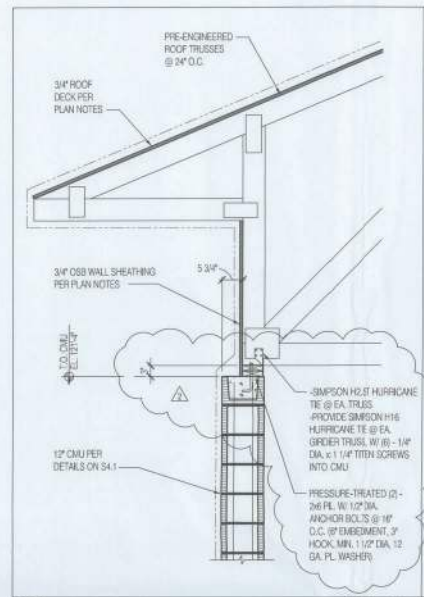 PRE-ENGINEERED
ROOF TRUSSES
@ 24" O.C.
3/4" ROOF
DECK PER
PLAN NOTES
5 3/4"
3/4" OSB WALL SHEATHING
PER PLAN NOTES
T.O. CMU
EL. 121'-4"
3"
2
-SIMPSON H2.5T HURRICANE
TIE @ EA. TRUSS
-PROVIDE SIMPSON H16
HURRICANE TIE @ EA.
GIRDER TRUSS, W/ (6) - 1/4"
DIA. x 1 1/4" TITEN SCREWS
INTO CMU
12" CMU PER
DETAILS ON S4.1
PRESSURE-TREATED (2) -
2x6 PL. W/ 1/2" DIA.
ANCHOR BOLTS @ 16"
O.C. (6" EMBEDMENT, 3"
HOOK, MIN. 1 1/2" DIA, 12
GA. PL. WASHER)